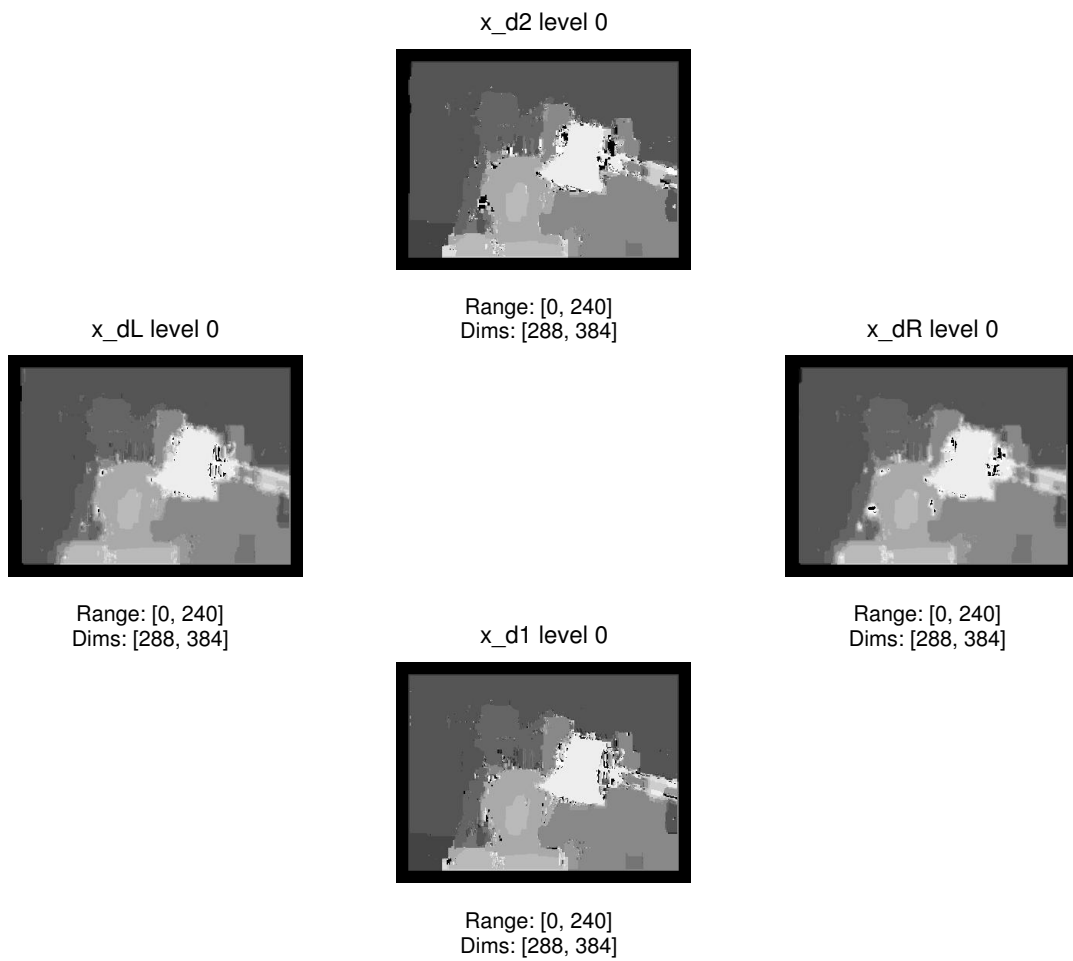 x_d2 level 0
Range: [0, 240]
Dims: [288, 384]
x_dL level 0
x_dR level 0
Range: [0, 240]
Dims: [288, 384]
Range: [0, 240]
Dims: [288, 384]
x_d1 level 0
Range: [0, 240]
Dims: [288, 384]